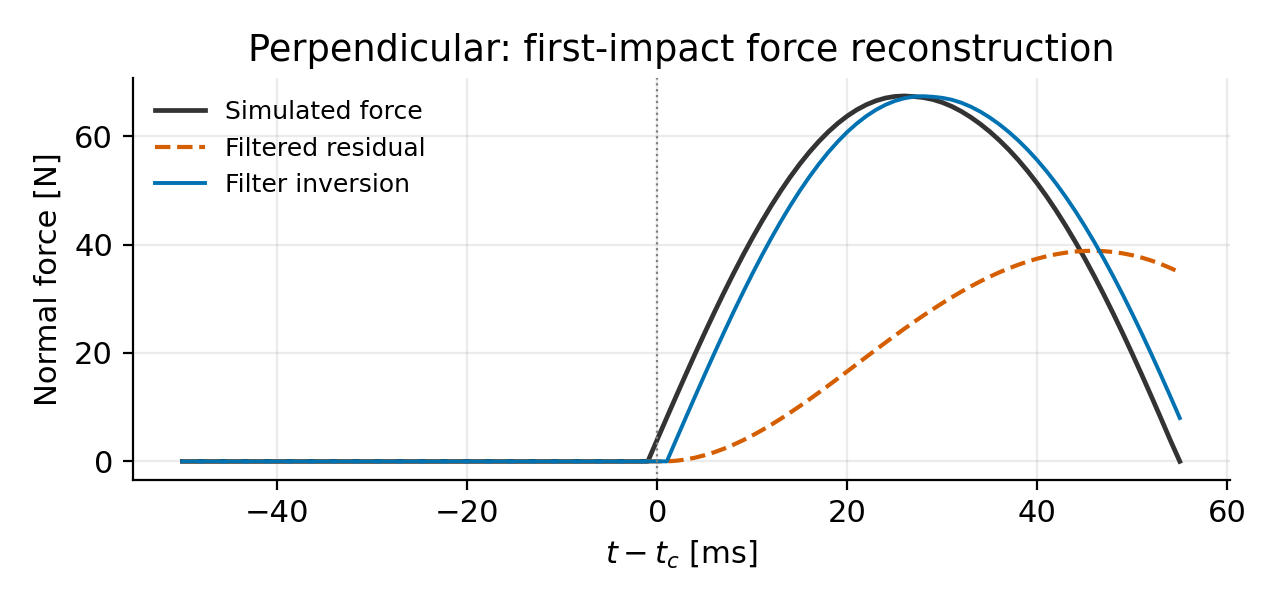 Perpendicular: first-impact force reconstruction
Simulated force
Filtered residual
Filter inversion
Normal force [N]
60
40
20
0
−40
−20
0
20
40
60
t − t_c [ms]